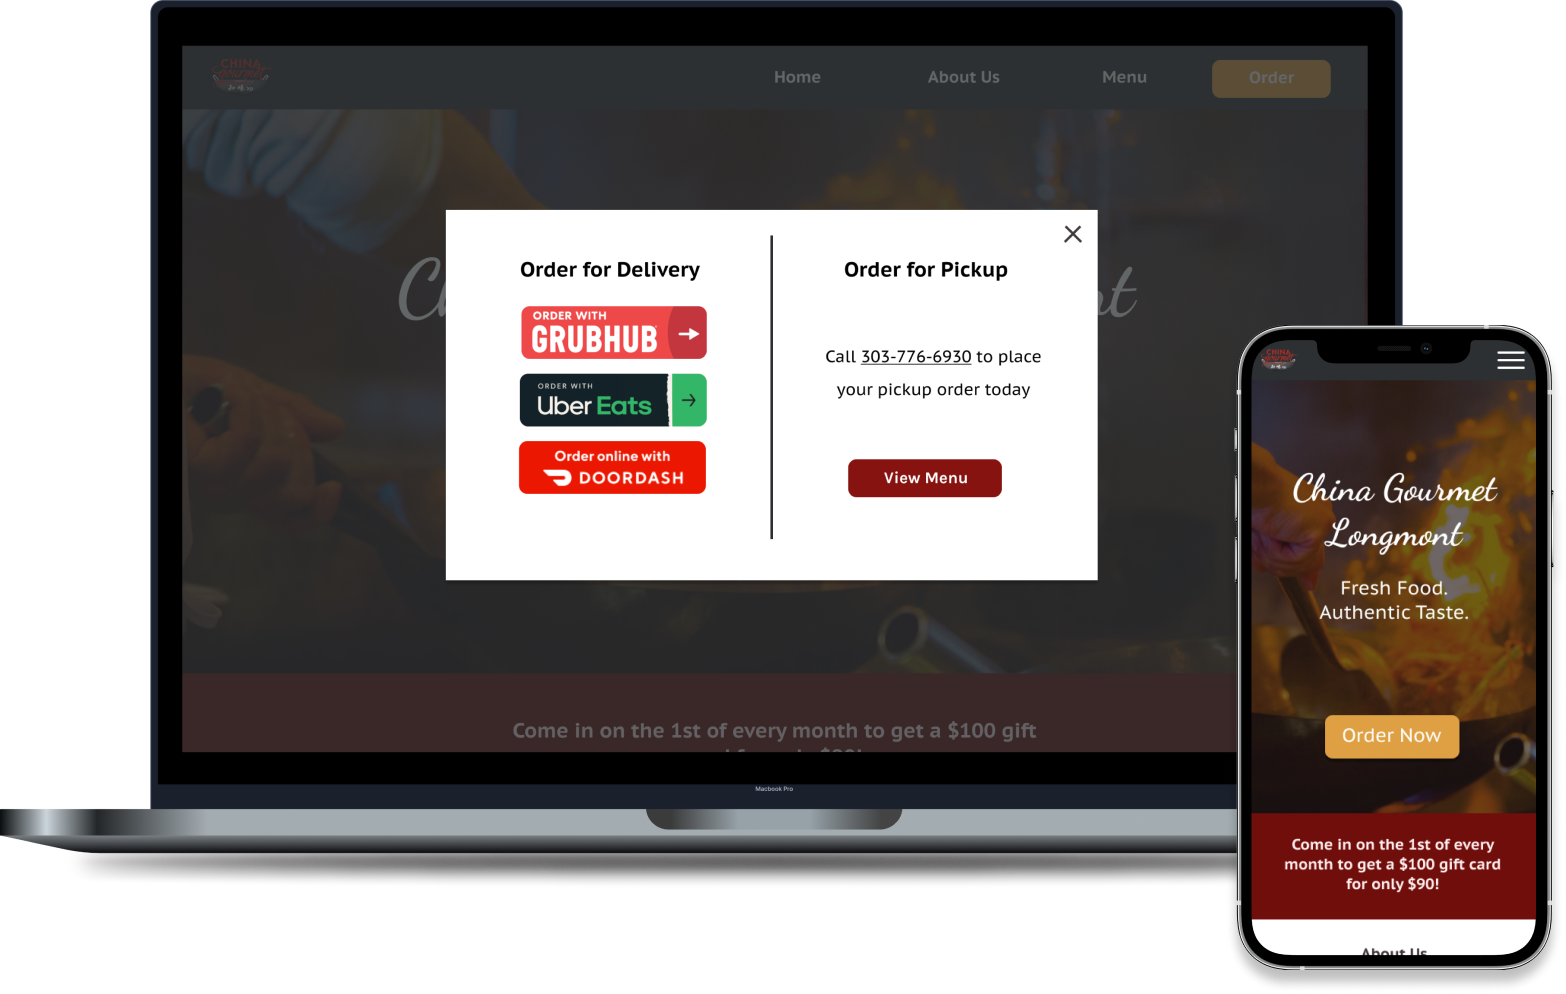 CHINA
Gourmet
Home
About Us
Menu
Order
Order for Delivery
ORDER WITH
GRUBHUB
ORDER WITH
Uber Eats
Order online with
DOORDASH
Order for Pickup
Call 303-776-6930 to place
your pickup order today
View Menu
Come in on the 1st of every month to get a $100 gift
Macbook Pro
CHINA
Gourmet
China Gourmet
Longmont
Fresh Food.
Authentic Taste.
Order Now
Come in on the 1st of every
month to get a $100 gift card
for only $90!
About Us